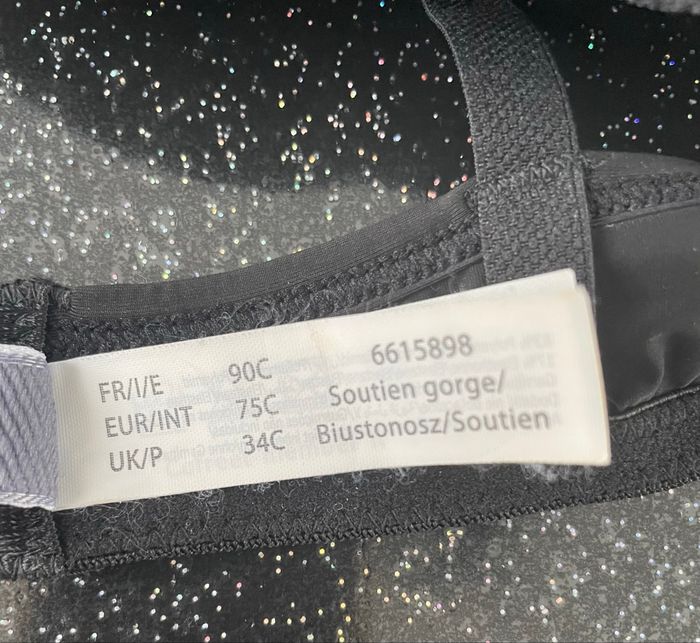 FR/I/E 90C 6615898
EUR/INT 75C Soutien gorge/
UK/P 34C Biustonosz/Soutien